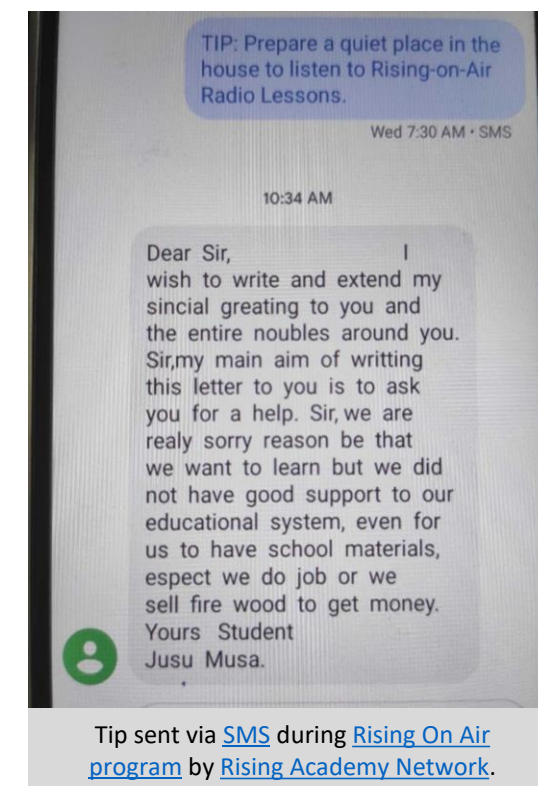 TIP: Prepare a quiet place in the
house to listen to Rising-on-Air
Radio Lessons.
Wed 7:30 AM • SMS
10:34 AM
Dear Sir, I
wish to write and extend my
sincial greating to you and
the entire noubles around you.
Sir,my main aim of writting
this letter to you is to ask
you for a help. Sir, we are
realy sorry reason be that
we want to learn but we did
not have good support to our
educational system, even for
us to have school materials,
espect we do job or we
sell fire wood to get money.
Yours Student
Jusu Musa.
Tip sent via SMS during Rising On Air
program by Rising Academy Network.